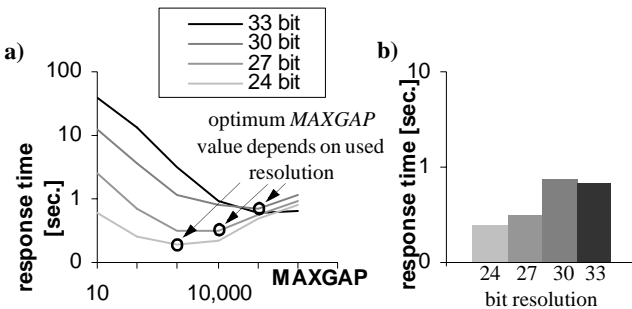 33 bit
30 bit
27 bit
24 bit
a)
100
10
1
0
response time
[sec.]
optimum MAXGAP
value depends on used
resolution
MAXGAP
10
10,000
b)
response time [sec.]
10
1
0
24 27 30 33
bit resolution